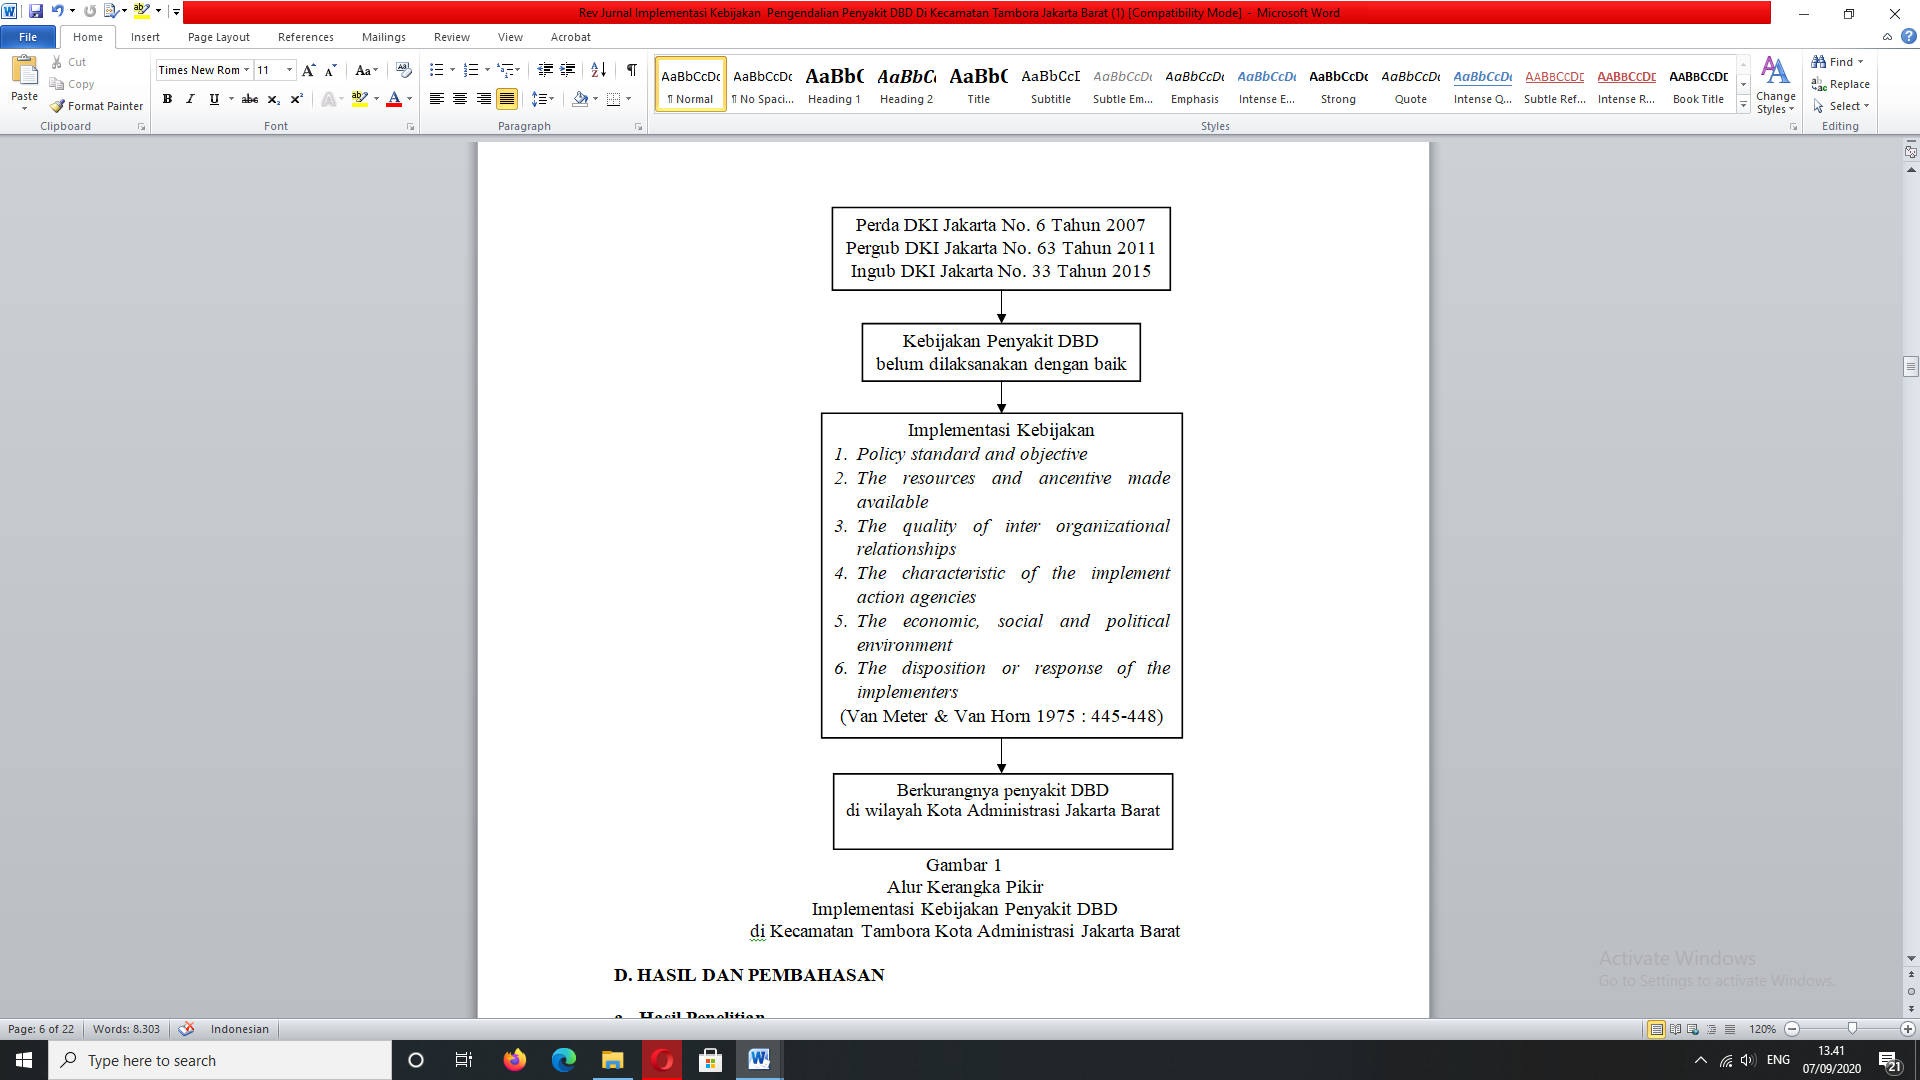 Rev Jurnal Implementasi Kebijakan Pengendalian Penyakit DBD Di Kecamatan Tambora Jakarta Barat (1) [Compatibility Mode] - Microsoft Word
File Home Insert Page Layout References Mailings Review View Acrobat
Paste
Cut
Copy
Format Painter
Clipboard
Times New Rom 11
Font
Paragraph
AaBbCcDc AaBbCcDc AaBbC AaBbC AaBbC AaBbCcI AaBbCcDc AaBbCcDc AaBbCcDc AaBbCcDc AaBbCcDc AaBbCcDc AABBCCDE AABBCCDE AABBCCDE
¶ Normal ¶ No Spaci... Heading 1 Heading 2 Title Subtitle Subtle Em... Emphasis Intense E... Strong Quote Intense Q... Subtle Ref... Intense R... Book Title
Styles
Change Styles
Find
Replace
Select
Editing
Perda DKI Jakarta No. 6 Tahun 2007
Pergub DKI Jakarta No. 63 Tahun 2011
Ingub DKI Jakarta No. 33 Tahun 2015
Kebijakan Penyakit DBD
belum dilaksanakan dengan baik
Implementasi Kebijakan
1. Policy standard and objective
2. The resources and ancentive made
available
3. The quality of inter organizational
relationships
4. The characteristic of the implement
action agencies
5. The economic, social and political
environment
6. The disposition or response of the
implementers
(Van Meter & Van Horn 1975 : 445-448)
Berkurangnya penyakit DBD
di wilayah Kota Administrasi Jakarta Barat
Gambar 1
Alur Kerangka Pikir
Implementasi Kebijakan Penyakit DBD
di Kecamatan Tambora Kota Administrasi Jakarta Barat
D. HASIL DAN PEMBAHASAN
a. Hasil Penelitian
Activate Windows
Go to Settings to activate Windows.
Page: 6 of 22 Words: 8.303 Indonesian 120%
Type here to search
ENG
13.41
07/09/2020
21